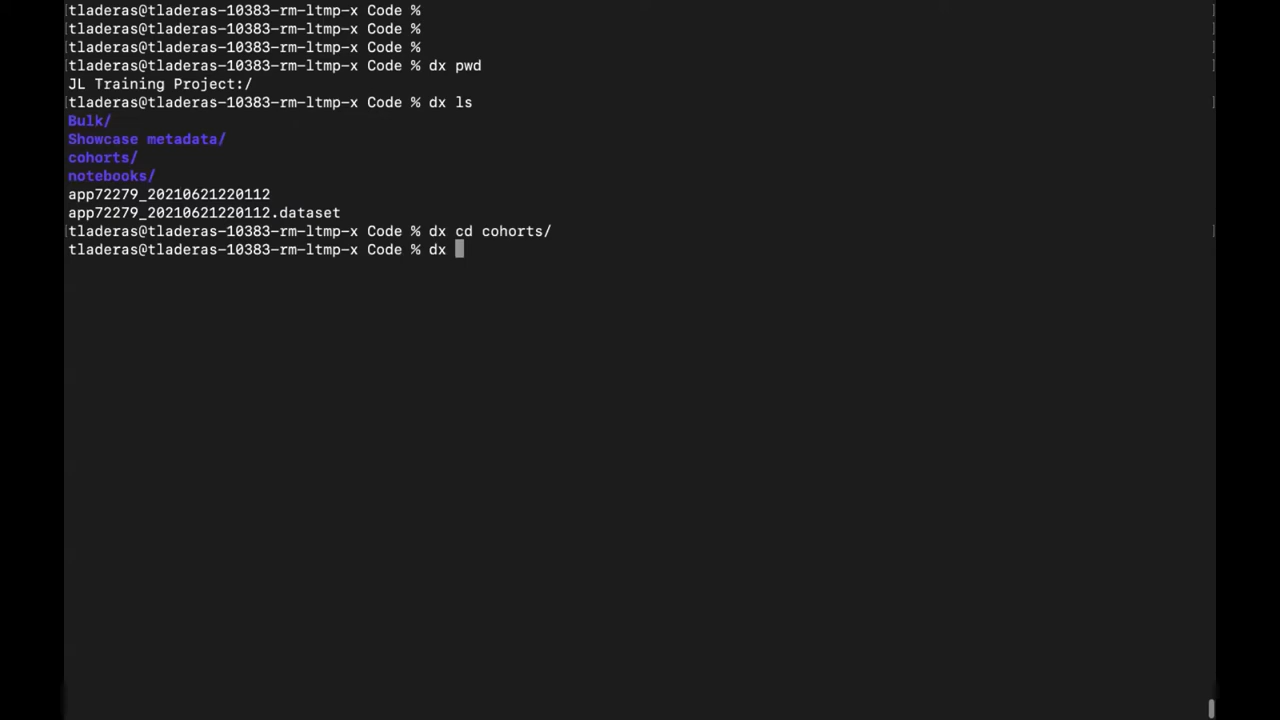 tladeras@tladeras-10383-rm-ltmp-x Code %
tladeras@tladeras-10383-rm-ltmp-x Code %
tladeras@tladeras-10383-rm-ltmp-x Code %
tladeras@tladeras-10383-rm-ltmp-x Code % dx pwd
JL Training Project:/
tladeras@tladeras-10383-rm-ltmp-x Code % dx ls
Bulk/
Showcase metadata/
cohorts/
notebooks/
app72279_20210621220112
app72279_20210621220112.dataset
tladeras@tladeras-10383-rm-ltmp-x Code % dx cd cohorts/
tladeras@tladeras-10383-rm-ltmp-x Code % dx